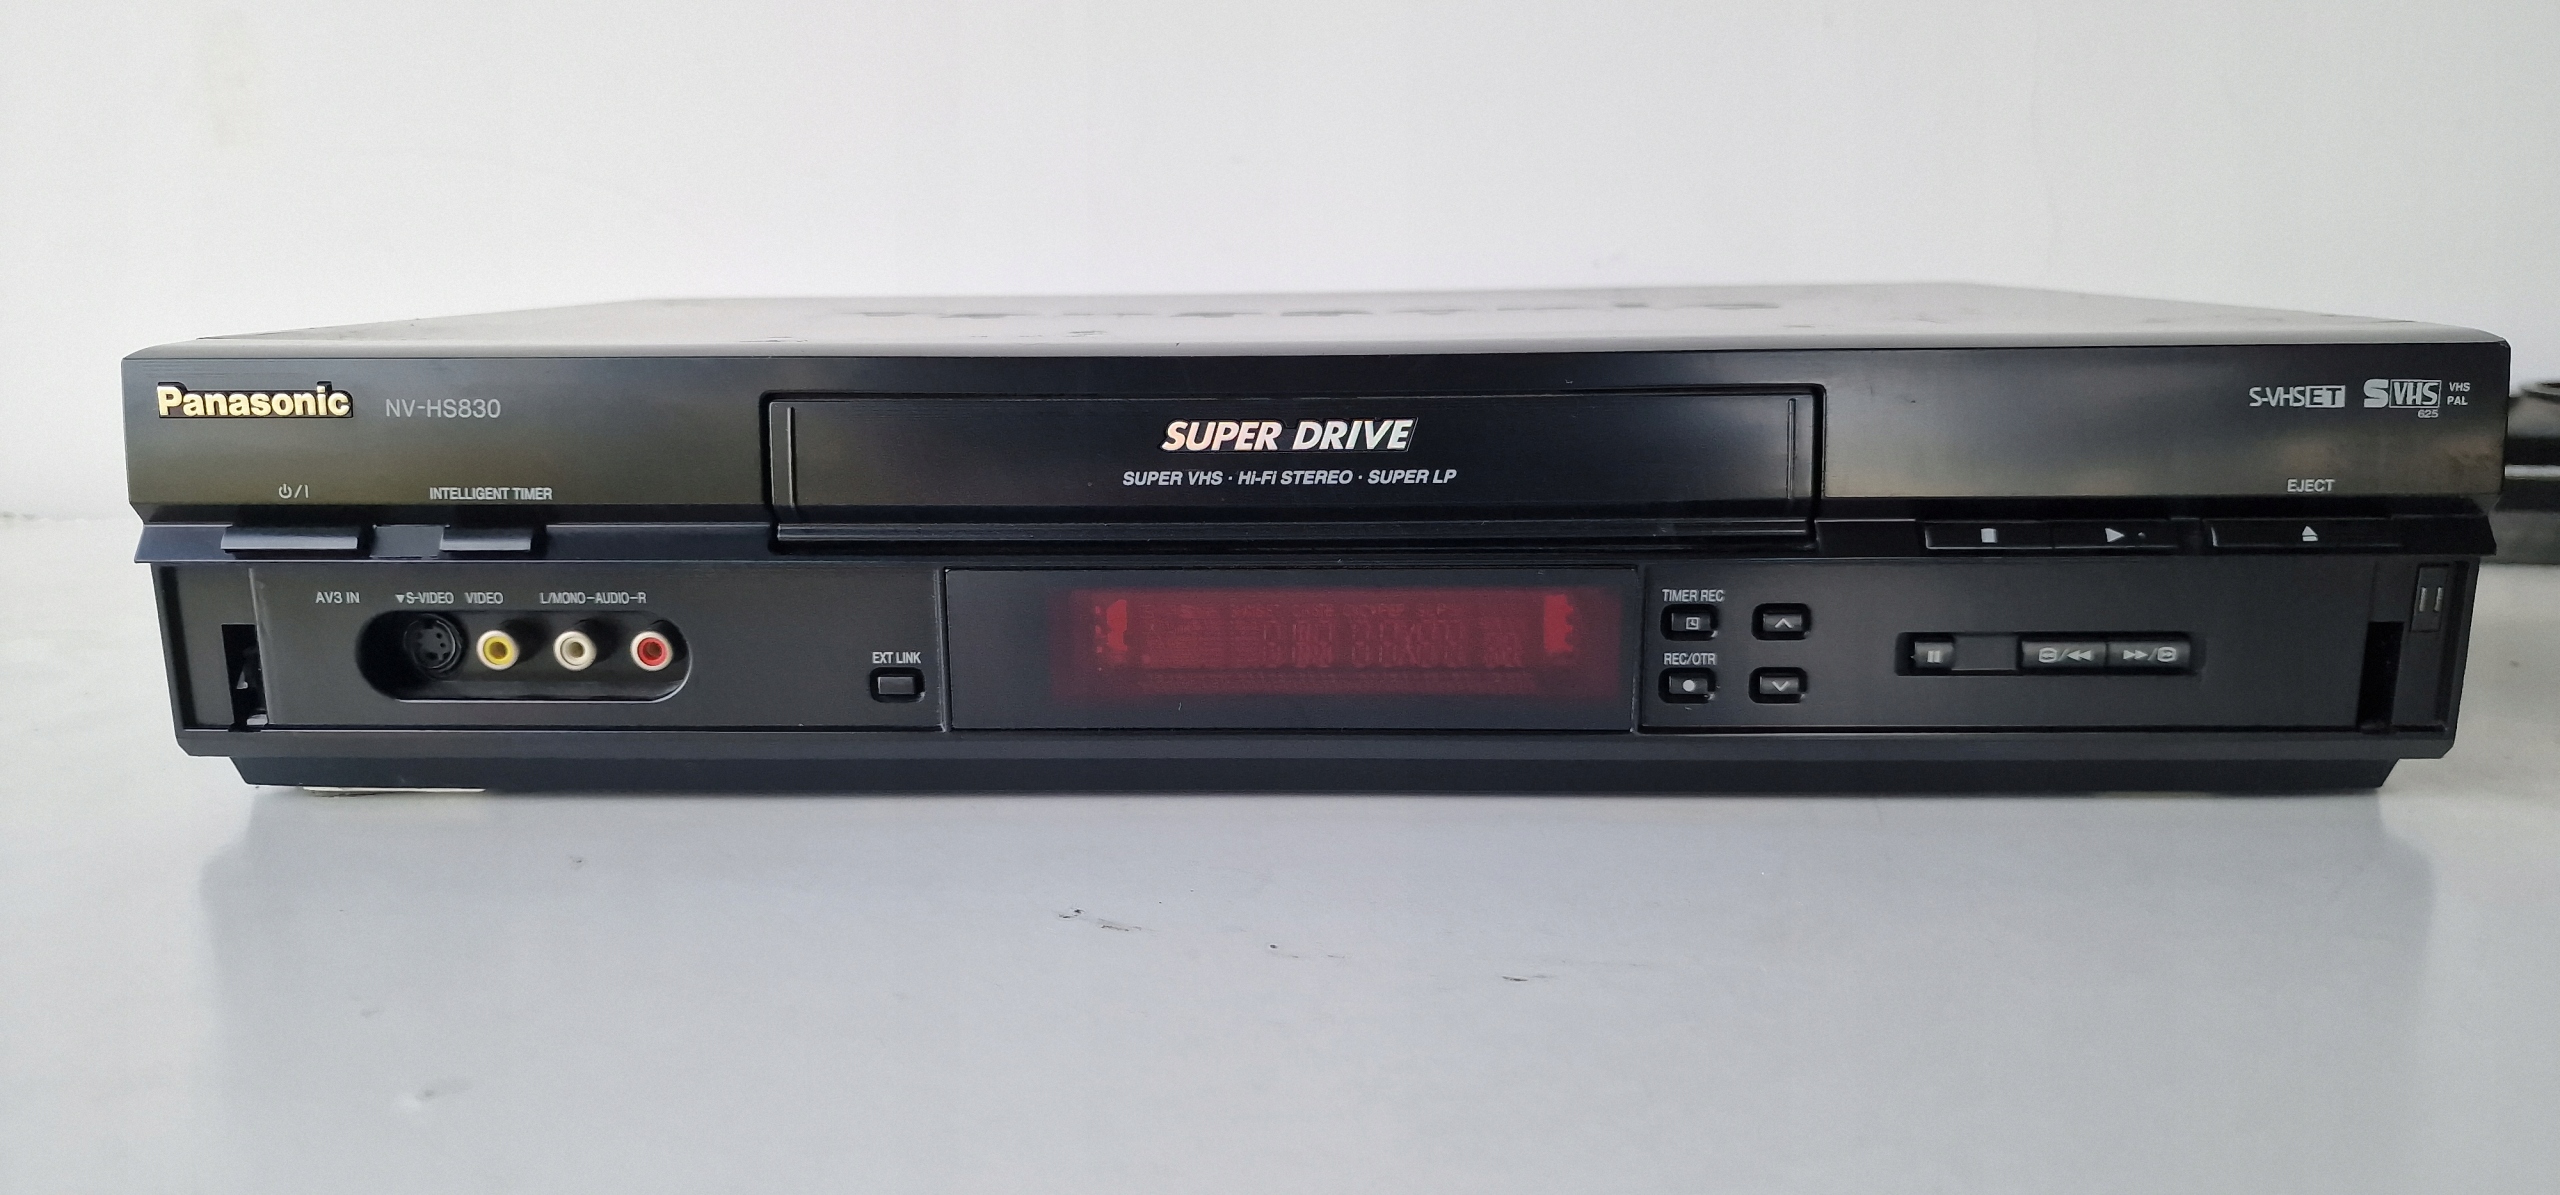 Panasonic NV-HS830
SUPER DRIVE
SUPER VHS · Hi-Fi STEREO · SUPER LP
S-VHS ET S VHS 625 VHS PAL
⏻/I INTELLIGENT TIMER
EJECT
AV3 IN ▼S-VIDEO VIDEO L/MONO-AUDIO-R
EXT LINK
TIMER REC
REC/OTR